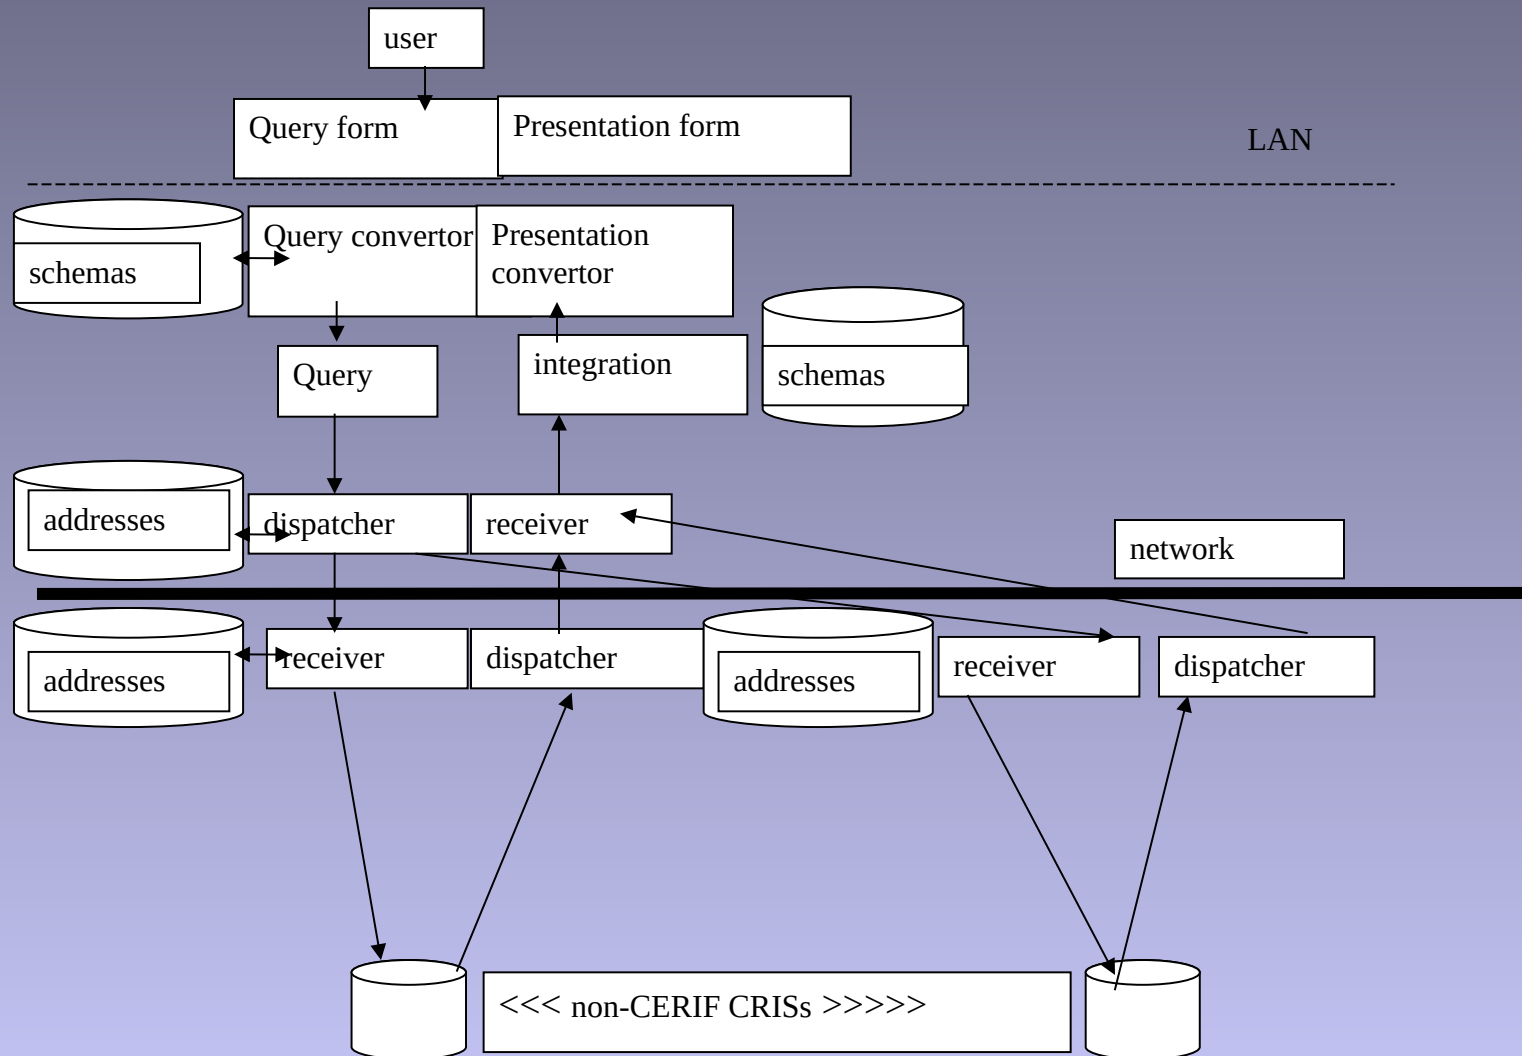 user
Query form
Presentation form
LAN
Query convertor
Presentation
convertor
schemas
Query
integration
schemas
addresses
dispatcher
receiver
network
addresses
receiver
dispatcher
addresses
receiver
dispatcher
<<< non-CERIF CRISs >>>>>